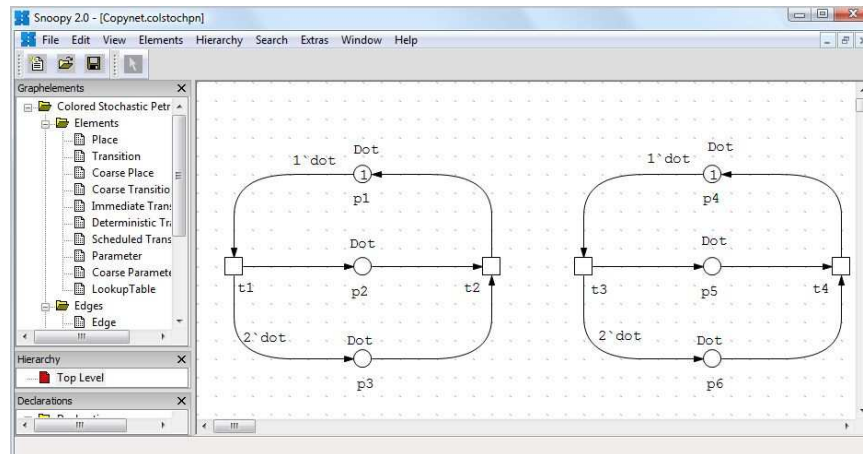 Snoopy 2.0 - [Copynet.colstochpn]
File Edit View Elements Hierarchy Search Extras Window Help
Graphelements
Colored Stochastic Petr
Elements
Place
Transition
Coarse Place
Coarse Transitio
Immediate Trans
Deterministic Tra
Scheduled Trans
Parameter
Coarse Paramete
LookupTable
Edges
Edge
Hierarchy
Top Level
Declarations
Dot
1`dot
1
p1
Dot
t1
p2
t2
2`dot
Dot
p3
Dot
1`dot
1
p4
Dot
t3
p5
t4
2`dot
Dot
p6